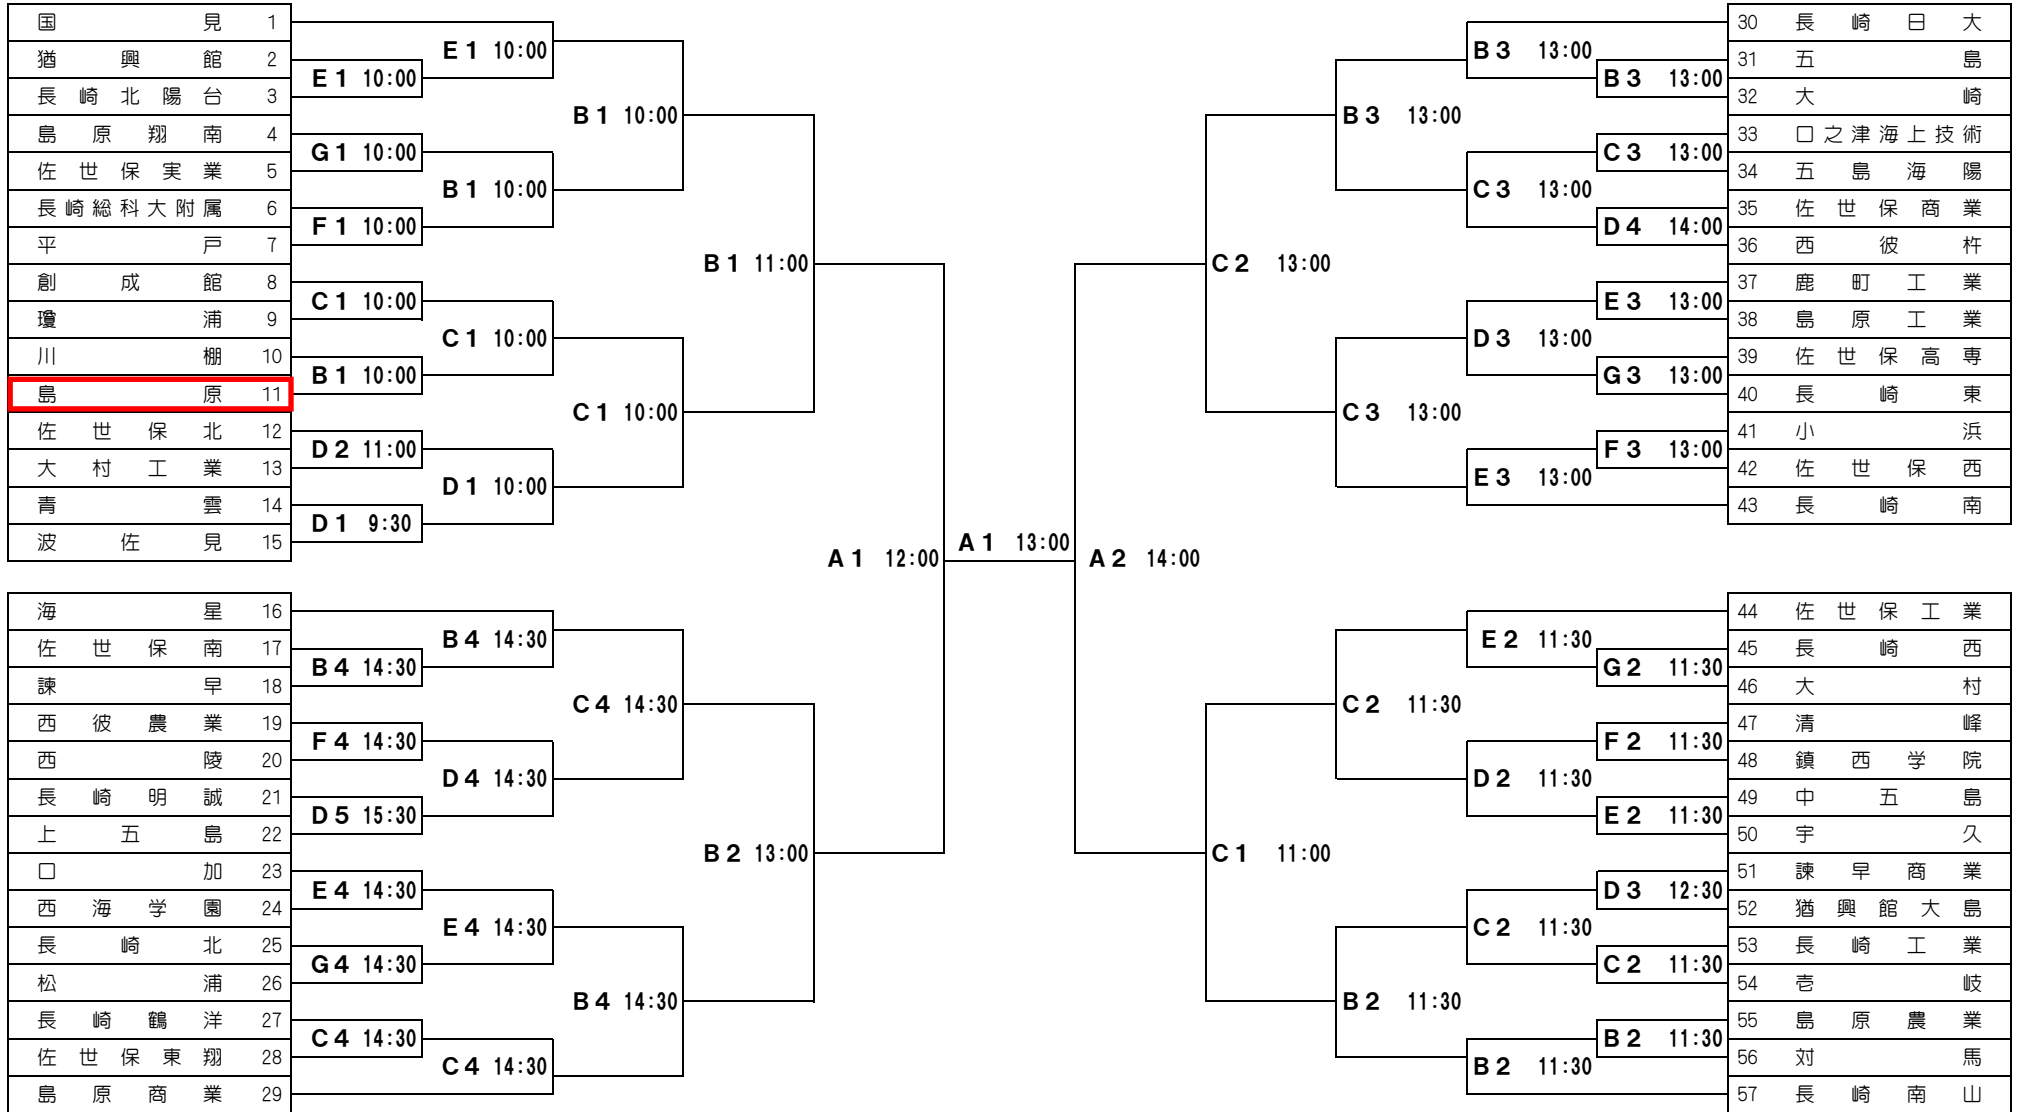 国見 1
猶興館 2
長崎北陽台 3
島原翔南 4
佐世保実業 5
長崎総科大附属 6
平戸 7
創成館 8
瓊浦 9
川棚 10
島原 11
佐世保北 12
大村工業 13
青雲 14
波佐見 15
海星 16
佐世保南 17
諫早 18
西彼農業 19
西陵 20
長崎明誠 21
上五島 22
口加 23
西海学園 24
長崎北 25
松浦 26
長崎鶴洋 27
佐世保東翔 28
島原商業 29
E1 10:00
G1 10:00
F1 10:00
C1 10:00
B1 10:00
D2 11:00
D1 9:30
B4 14:30
F4 14:30
D5 15:30
E4 14:30
G4 14:30
C4 14:30
E1 10:00
B1 10:00
C1 10:00
D1 10:00
B4 14:30
D4 14:30
E4 14:30
C4 14:30
B1 10:00
C1 10:00
C4 14:30
B4 14:30
B1 11:00
B2 13:00
A1 12:00
A1 13:00
A2 14:00
C2 13:00
C1 11:00
B3 13:00
C3 13:00
C2 11:30
B2 11:30
B3 13:00
C3 13:00
D3 13:00
E3 13:00
E2 11:30
D2 11:30
C2 11:30
B2 11:30
B3 13:00
C3 13:00
D4 14:00
E3 13:00
G3 13:00
F3 13:00
G2 11:30
F2 11:30
E2 11:30
D3 12:30
C2 11:30
B2 11:30
30 長崎日大
31 五島
32 大崎
33 口之津海上技術
34 五島海陽
35 佐世保商業
36 西彼杵
37 鹿町工業
38 島原工業
39 佐世保高専
40 長崎東
41 小浜
42 佐世保西
43 長崎南
44 佐世保工業
45 長崎西
46 大村
47 清峰
48 鎮西学院
49 中五島
50 宇久
51 諫早商業
52 猶興館大島
53 長崎工業
54 壱岐
55 島原農業
56 対馬
57 長崎南山